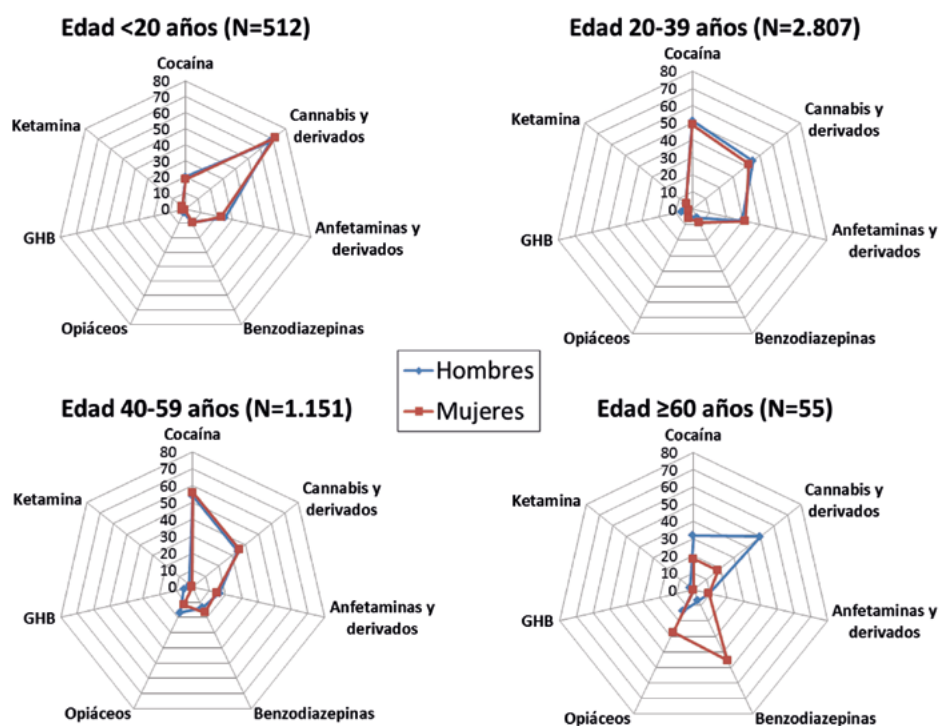 Edad <20 años (N=512)
Cocaína
80
70
60
50
40
30
20
10
0
Cannabis y
derivados
Anfetaminas y
derivados
Benzodiazepinas
Opiáceos
GHB
Ketamina
Edad 20-39 años (N=2.807)
Cocaína
80
70
60
50
40
30
20
10
0
Cannabis y
derivados
Anfetaminas y
derivados
Benzodiazepinas
Opiáceos
GHB
Ketamina
Hombres
Mujeres
Edad 40-59 años (N=1.151)
Cocaína
80
70
60
50
40
30
20
10
0
Cannabis y
derivados
Anfetaminas y
derivados
Benzodiazepinas
Opiáceos
GHB
Ketamina
Edad ≥60 años (N=55)
Cocaína
80
70
60
50
40
30
20
10
0
Cannabis y
derivados
Anfetaminas y
derivados
Benzodiazepinas
Opiáceos
GHB
Ketamina